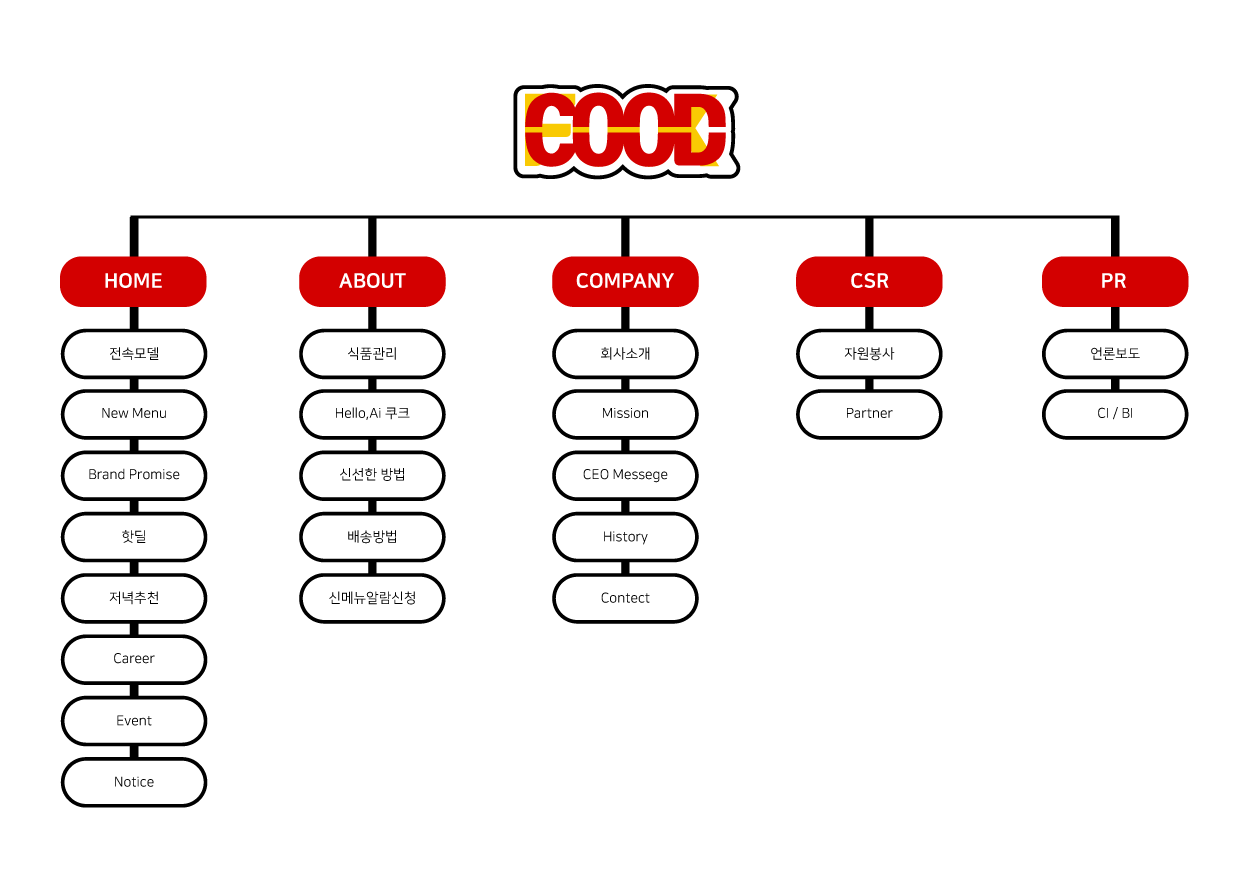 COOD
HOME
ABOUT
COMPANY
CSR
PR
전속모델
식품관리
회사소개
자원봉사
언론보도
New Menu
Hello,Ai 쿠크
Mission
Partner
CI / BI
Brand Promise
신선한 방법
CEO Messege
핫딜
배송방법
History
저녁추천
신메뉴알람신청
Contect
Career
Event
Notice